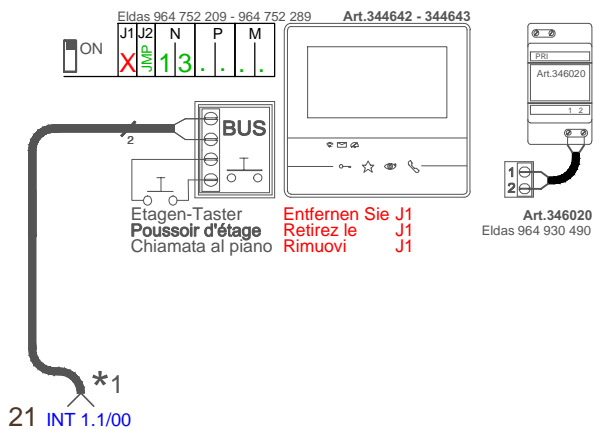 Eldas 964 752 209 - 964 752 289 Art.344642 - 344643
ON
J1 J2 N P M
X JMP 1 3 . . . .
BUS
2
PRI
Art.346020
1 2
1
2
Etagen-Taster Entfernen Sie J1
Poussoir d'étage Retirez le J1
Chiamata al piano Rimuovi J1
Art.346020
Eldas 964 930 490
*1
21 INT 1.1/00